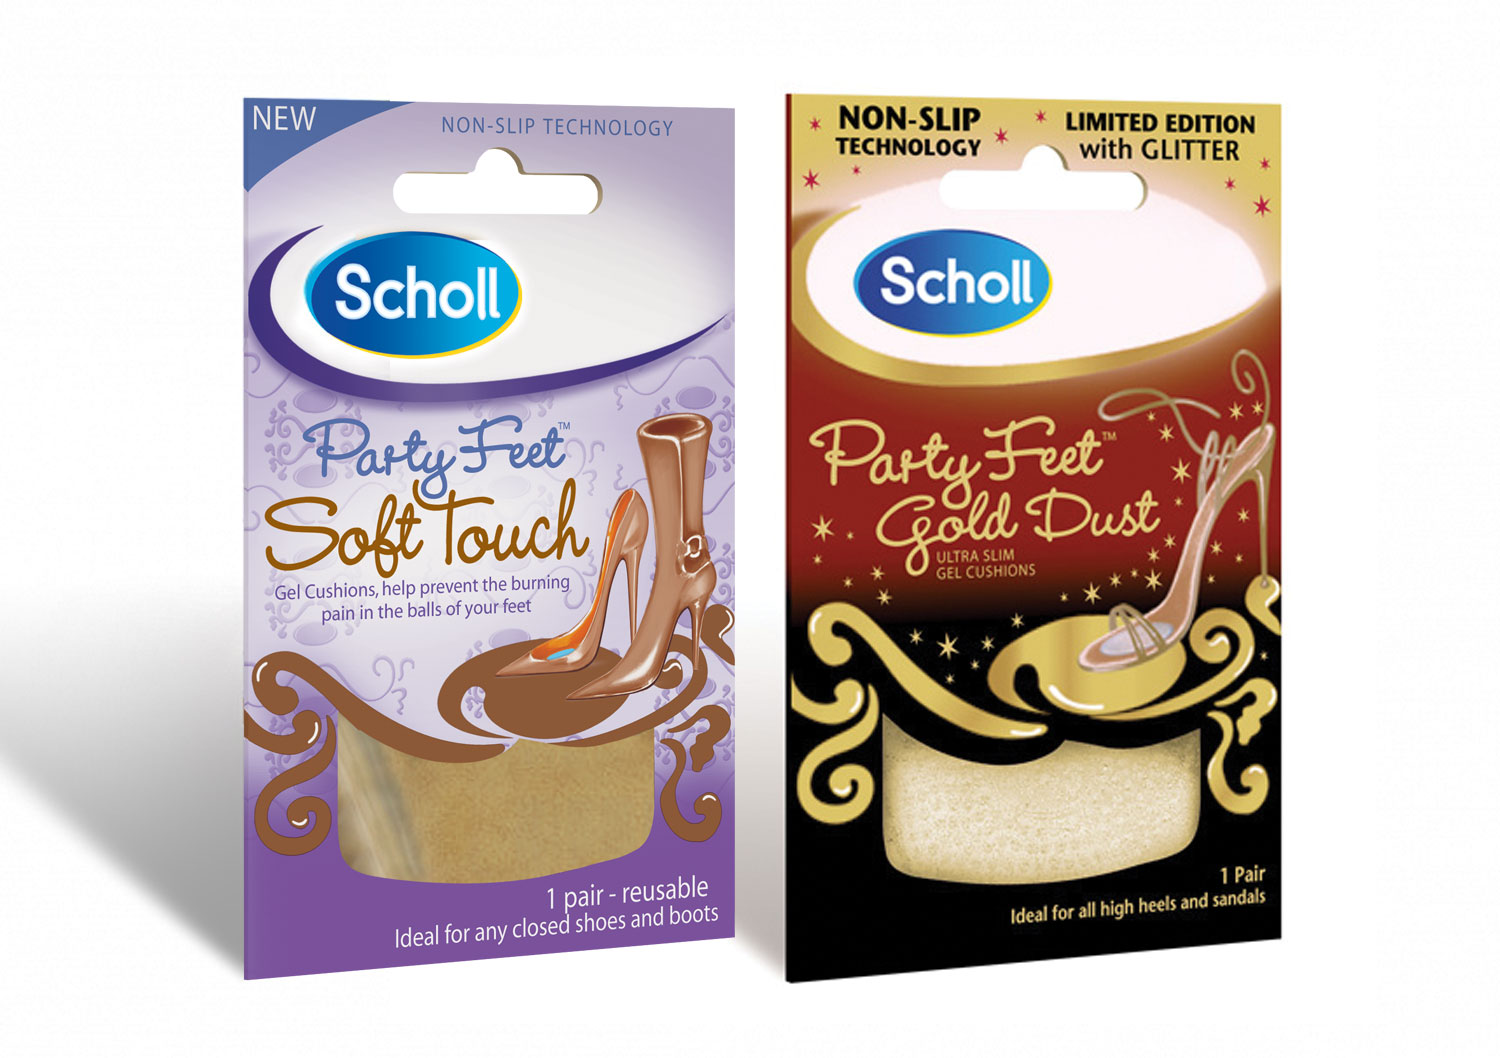 NEW
NON-SLIP TECHNOLOGY
Scholl
Party Feet™
Soft Touch
Gel Cushions, help prevent the burning
pain in the balls of your feet
1 pair - reusable
Ideal for any closed shoes and boots
NON-SLIP
TECHNOLOGY
LIMITED EDITION
with GLITTER
Scholl
Party Feet™
Gold Dust
ULTRA SLIM
GEL CUSHIONS
1 Pair
Ideal for all high heels and sandals